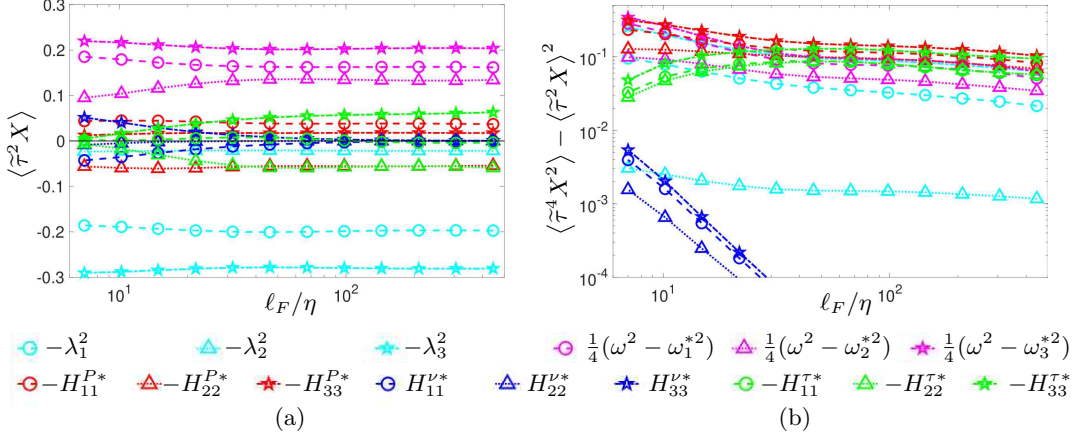 0.3
0.2
0.1
0
-0.1
-0.2
-0.3
⟨τ̃²X⟩
10¹
10²
ℓ_F/η
10⁰
10⁻¹
10⁻²
10⁻³
10⁻⁴
⟨τ̃⁴X²⟩ − ⟨τ̃²X⟩²
10¹
10²
ℓ_F/η
−λ₁² −λ₂² −λ₃² ¼(ω² − ω₁*²) ¼(ω² − ω₂*²) ¼(ω² − ω₃*²)
−H₁₁^{P*} −H₂₂^{P*} −H₃₃^{P*} H₁₁^{ν*} H₂₂^{ν*} H₃₃^{ν*} −H₁₁^{τ*} −H₂₂^{τ*} −H₃₃^{τ*}
(a) (b)